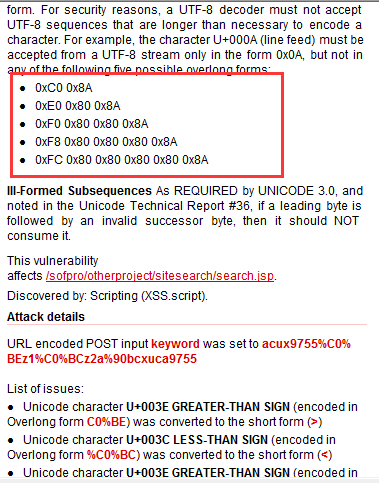 form. For security reasons, a UTF-8 decoder must not accept
UTF-8 sequences that are longer than necessary to encode a
character. For example, the character U+000A (line feed) must be
accepted from a UTF-8 stream only in the form 0x0A, but not in
any of the following five possible overlong forms:
● 0xC0 0x8A
● 0xE0 0x80 0x8A
● 0xF0 0x80 0x80 0x8A
● 0xF8 0x80 0x80 0x80 0x8A
● 0xFC 0x80 0x80 0x80 0x80 0x8A
Ill-Formed Subsequences As REQUIRED by UNICODE 3.0, and
noted in the Unicode Technical Report #36, if a leading byte is
followed by an invalid successor byte, then it should NOT
consume it.
This vulnerability
affects /sofpro/otherproject/sitesearch/search.jsp.
Discovered by: Scripting (XSS.script).
Attack details
URL encoded POST input keyword was set to acux9755%C0%
BEz1%C0%BCz2a%90bcxuca9755
List of issues:
● Unicode character U+003E GREATER-THAN SIGN (encoded in
Overlong form C0%BE) was converted to the short form (>)
● Unicode character U+003C LESS-THAN SIGN (encoded in
Overlong form %C0%BC) was converted to the short form (<)
● Unicode character U+003E GREATER-THAN SIGN (encoded in